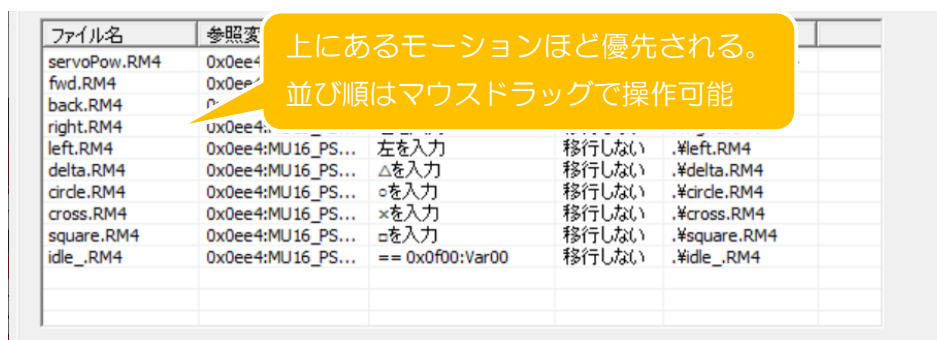 ファイル名 参照変
上にあるモーションほど優先される。
並び順はマウスドラッグで操作可能
servoPow.RM4 0x0ee4
fwd.RM4 0x0ee4
back.RM4
right.RM4 0x0ee4:MU16_PS...
left.RM4 0x0ee4:MU16_PS... 左を入力 移行しない .¥left.RM4
delta.RM4 0x0ee4:MU16_PS... △を入力 移行しない .¥delta.RM4
circle.RM4 0x0ee4:MU16_PS... ○を入力 移行しない .¥circle.RM4
cross.RM4 0x0ee4:MU16_PS... ×を入力 移行しない .¥cross.RM4
square.RM4 0x0ee4:MU16_PS... □を入力 移行しない .¥square.RM4
idle_.RM4 0x0ee4:MU16_PS... == 0x0f00:Var00 移行しない .¥idle_.RM4